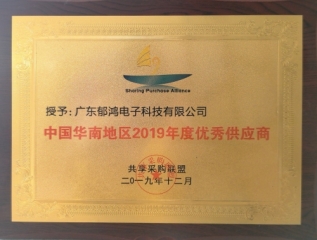 Sharing Purchase Alliance
授予：广东郇鸿电子科技有限公司
中国华南地区2019年度优秀供应商
共享采购联盟
二〇一九年十二月